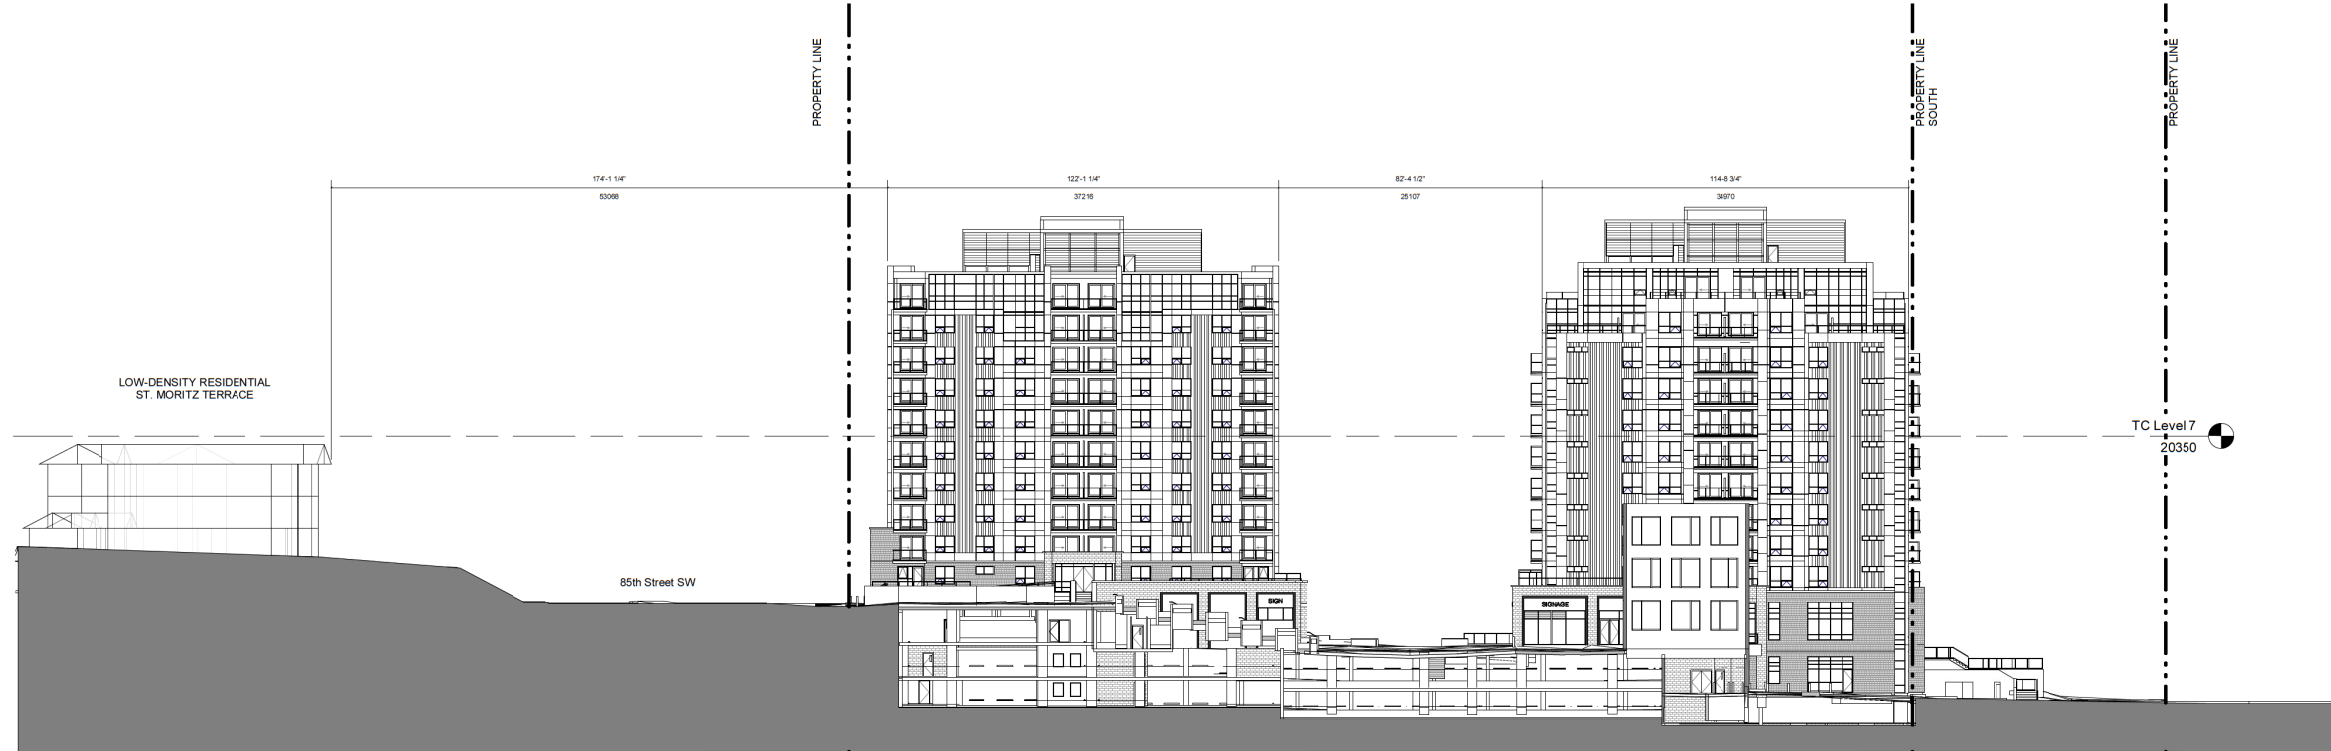 PROPERTY LINE
PROPERTY LINE
SOUTH
PROPERTY LINE
174'-1 1/4"
53068
122'-1 1/4"
37216
82'-4 1/2"
25107
114-8 3/4"
34970
LOW-DENSITY RESIDENTIAL
ST. MORITZ TERRACE
TC Level 7
20350
85th Street SW
SIGN
SIGNAGE